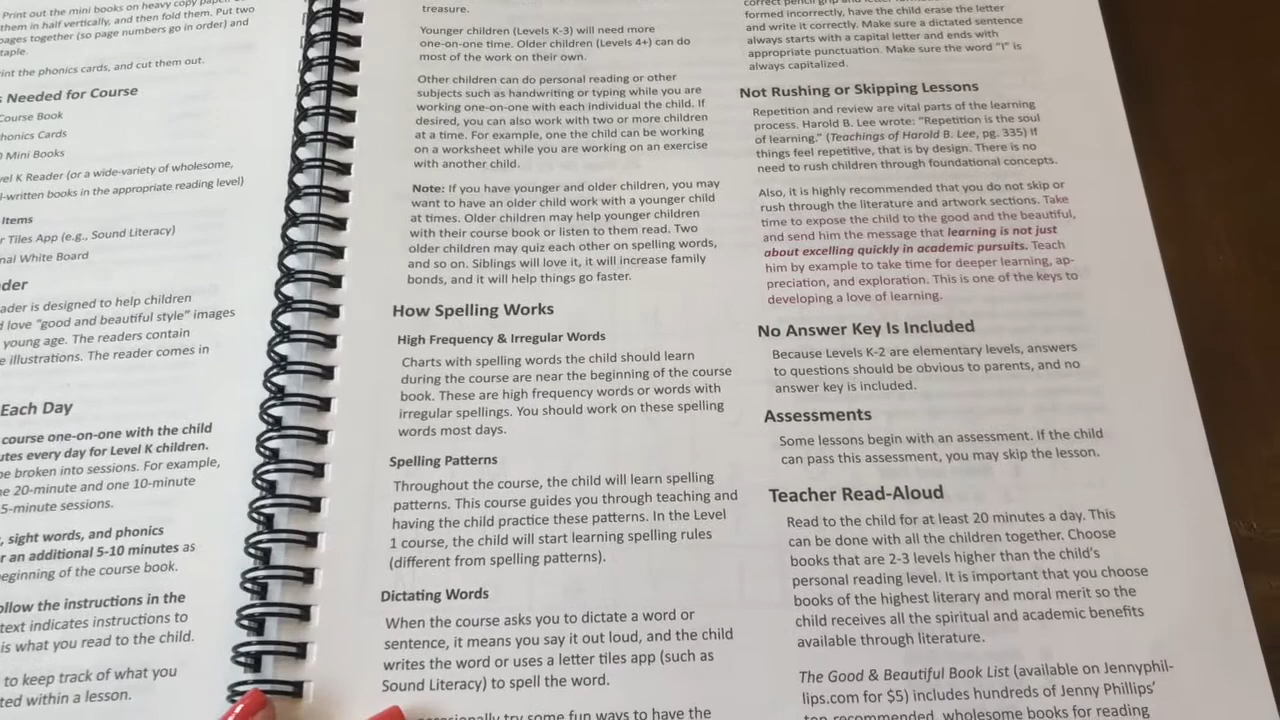 Print out the mini books on heavy copy paper.
them in half vertically, and then fold them. Put two
pages together (so page numbers go in order) and
taple.
int the phonics cards, and cut them out.
s Needed for Course
Course Book
honics Cards
Mini Books
vel K Reader (or a wide-variety of wholesome,
l-written books in the appropriate reading level)
Items
r Tiles App (e.g., Sound Literacy)
nal White Board
der
ader is designed to help children
d love “good and beautiful style” images
young age. The readers contain
e illustrations. The reader comes in
Each Day
course one-on-one with the child
utes every day for Level K children.
be broken into sessions. For example,
ne 20-minute and one 10-minute
5-minute sessions.
, sight words, and phonics
r an additional 5-10 minutes as
eginning of the course book.
ollow the instructions in the
text indicates instructions to
is what you read to the child.
to keep track of what you
ted within a lesson.
treasure.
Younger children (Levels K-3) will need more
one-on-one time. Older children (Levels 4+) can do
most of the work on their own.
Other children can do personal reading or other
subjects such as handwriting or typing while you are
working one-on-one with each individual the child. If
desired, you can also work with two or more children
at a time. For example, one the child can be working
on a worksheet while you are working on an exercise
with another child.
Note: If you have younger and older children, you may
want to have an older child work with a younger child
at times. Older children may help younger children
with their course book or listen to them read. Two
older children may quiz each other on spelling words,
and so on. Siblings will love it, it will increase family
bonds, and it will help things go faster.
How Spelling Works
High Frequency & Irregular Words
Charts with spelling words the child should learn
during the course are near the beginning of the course
book. These are high frequency words or words with
irregular spellings. You should work on these spelling
words most days.
Spelling Patterns
Throughout the course, the child will learn spelling
patterns. This course guides you through teaching and
having the child practice these patterns. In the Level
1 course, the child will start learning spelling rules
(different from spelling patterns).
Dictating Words
When the course asks you to dictate a word or
sentence, it means you say it out loud, and the child
writes the word or uses a letter tiles app (such as
Sound Literacy) to spell the word.
try some fun ways to have the
correct pencil grip and
formed incorrectly, have the child erase the letter
and write it correctly. Make sure a dictated sentence
always starts with a capital letter and ends with
appropriate punctuation. Make sure the word “I” is
always capitalized.
Not Rushing or Skipping Lessons
Repetition and review are vital parts of the learning
process. Harold B. Lee wrote: “Repetition is the soul
of learning.” (Teachings of Harold B. Lee, pg. 335) If
things feel repetitive, that is by design. There is no
need to rush children through foundational concepts.
Also, it is highly recommended that you do not skip or
rush through the literature and artwork sections. Take
time to expose the child to the good and the beautiful,
and send him the message that learning is not just
about excelling quickly in academic pursuits. Teach
him by example to take time for deeper learning, ap-
preciation, and exploration. This is one of the keys to
developing a love of learning.
No Answer Key Is Included
Because Levels K-2 are elementary levels, answers
to questions should be obvious to parents, and no
answer key is included.
Assessments
Some lessons begin with an assessment. If the child
can pass this assessment, you may skip the lesson.
Teacher Read-Aloud
Read to the child for at least 20 minutes a day. This
can be done with all the children together. Choose
books that are 2-3 levels higher than the child’s
personal reading level. It is important that you choose
books of the highest literary and moral merit so the
child receives all the spiritual and academic benefits
available through literature.
The Good & Beautiful Book List (available on Jennyphil-
lips.com for $5) includes hundreds of Jenny Phillips’
recommended, wholesome books for reading